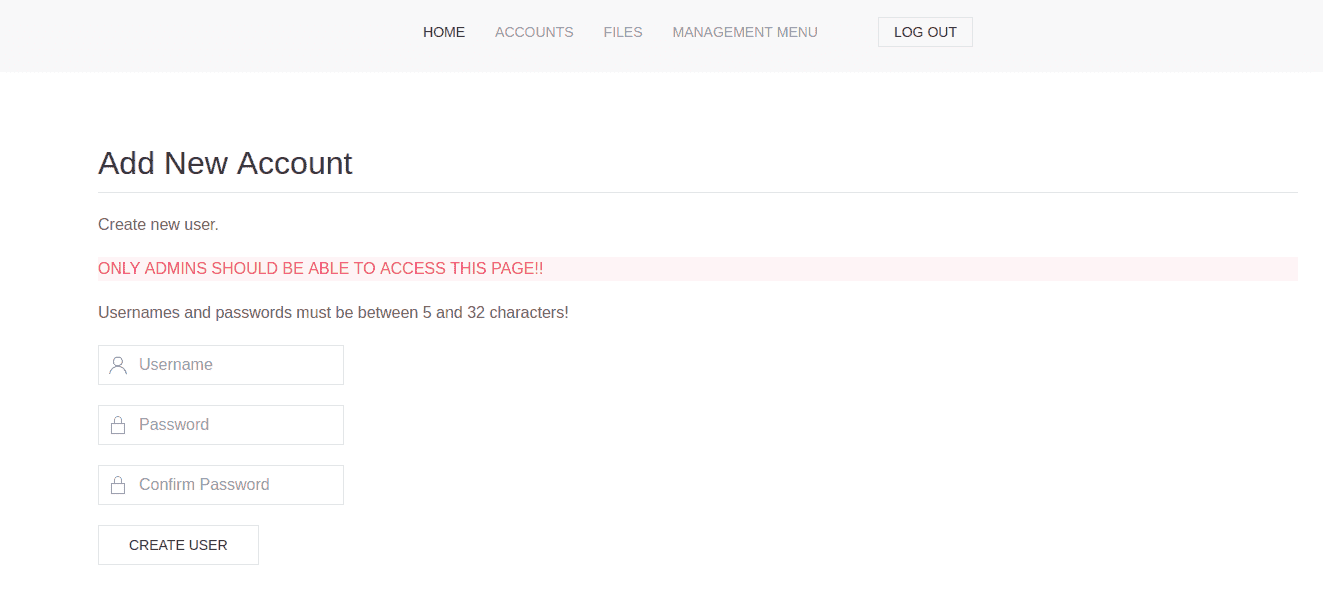 HOME ACCOUNTS FILES MANAGEMENT MENU LOG OUT
Add New Account
Create new user.
ONLY ADMINS SHOULD BE ABLE TO ACCESS THIS PAGE!!
Usernames and passwords must be between 5 and 32 characters!
Username
Password
Confirm Password
CREATE USER